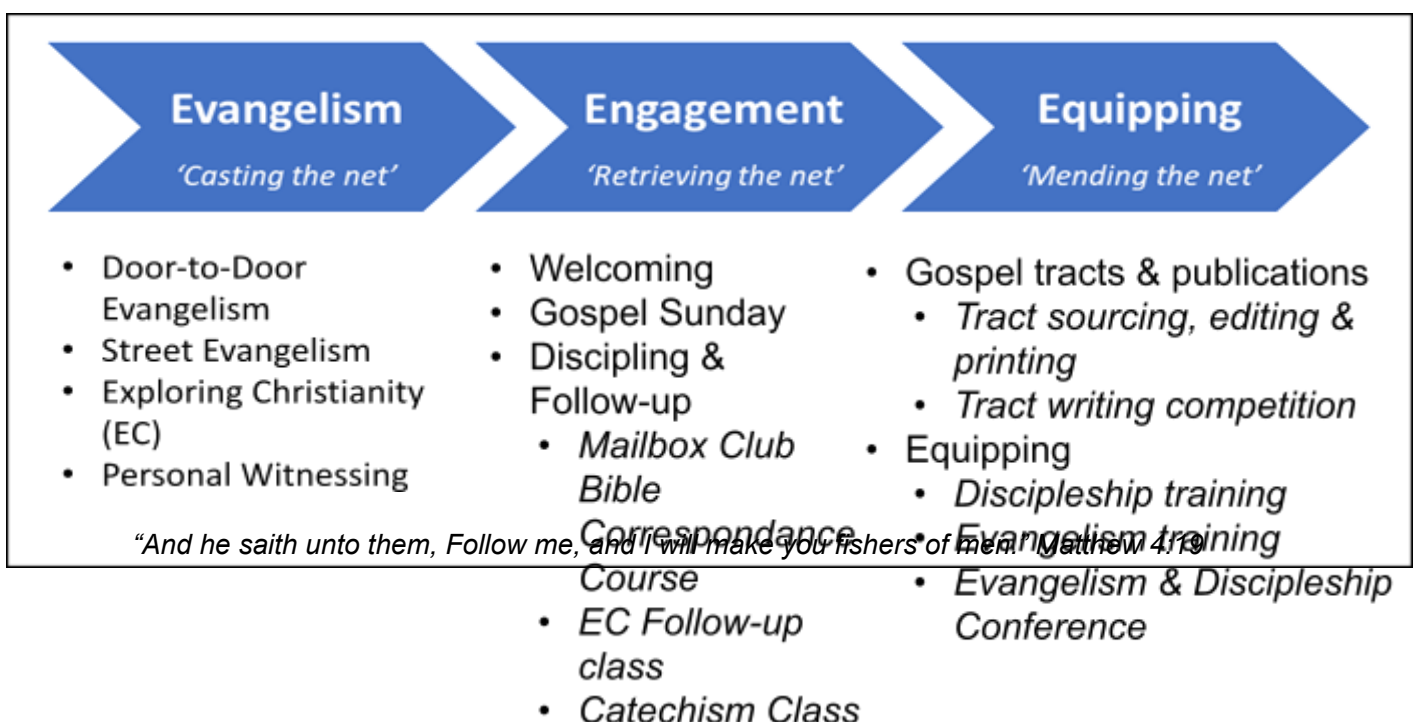 Evangelism
'Casting the net'
Engagement
'Retrieving the net'
Equipping
'Mending the net'
• Door-to-Door
Evangelism
• Street Evangelism
• Exploring Christianity
(EC)
• Personal Witnessing
• Welcoming
• Gospel Sunday
• Discipling &
Follow-up
• Mailbox Club
Bible
Correspondance
Course
• EC Follow-up
class
• Catechism Class
• Gospel tracts & publications
• Tract sourcing, editing &
printing
• Tract writing competition
• Equipping
• Discipleship training
• Evangelism training
• Evangelism & Discipleship
Conference
“And he saith unto them, Follow me, and I will make you fishers of men.” Matthew 4:19